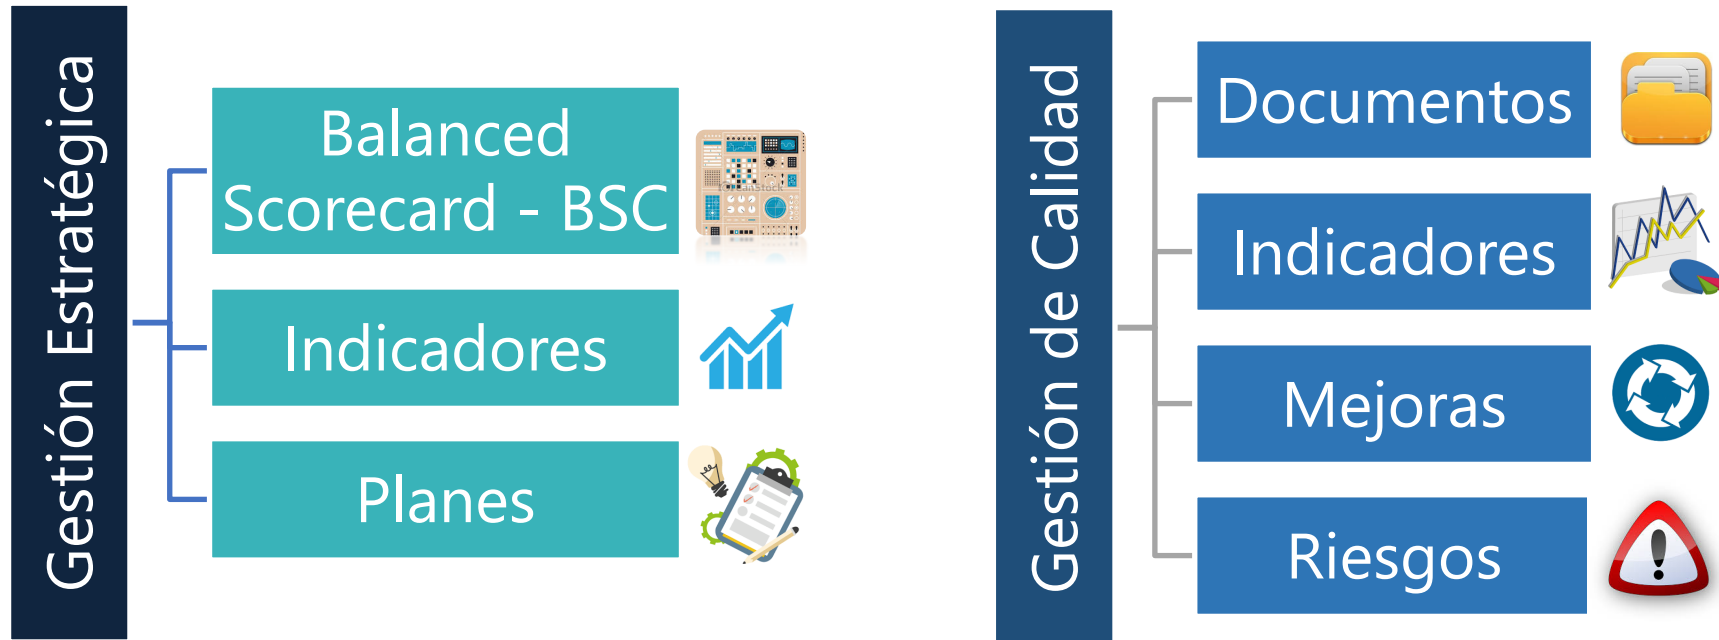 Gestión Estratégica
Balanced
Scorecard - BSC
Indicadores
Planes
Gestión de Calidad
Documentos
Indicadores
Mejoras
Riesgos